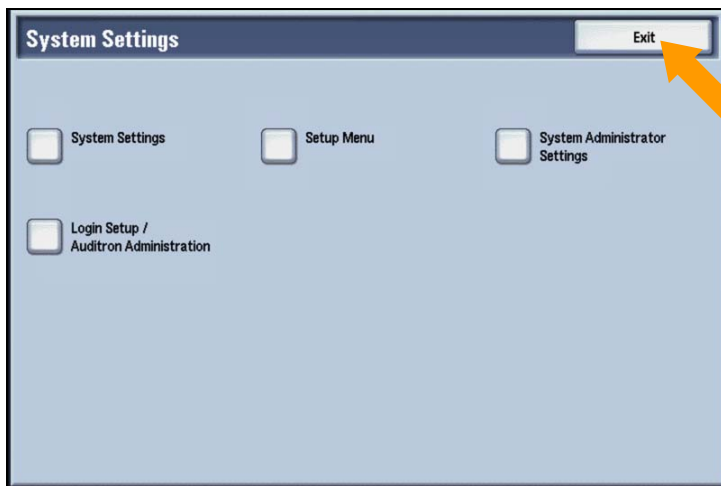 System Settings
Exit
System Settings
Setup Menu
System Administrator
Settings
Login Setup /
Auditron Administration